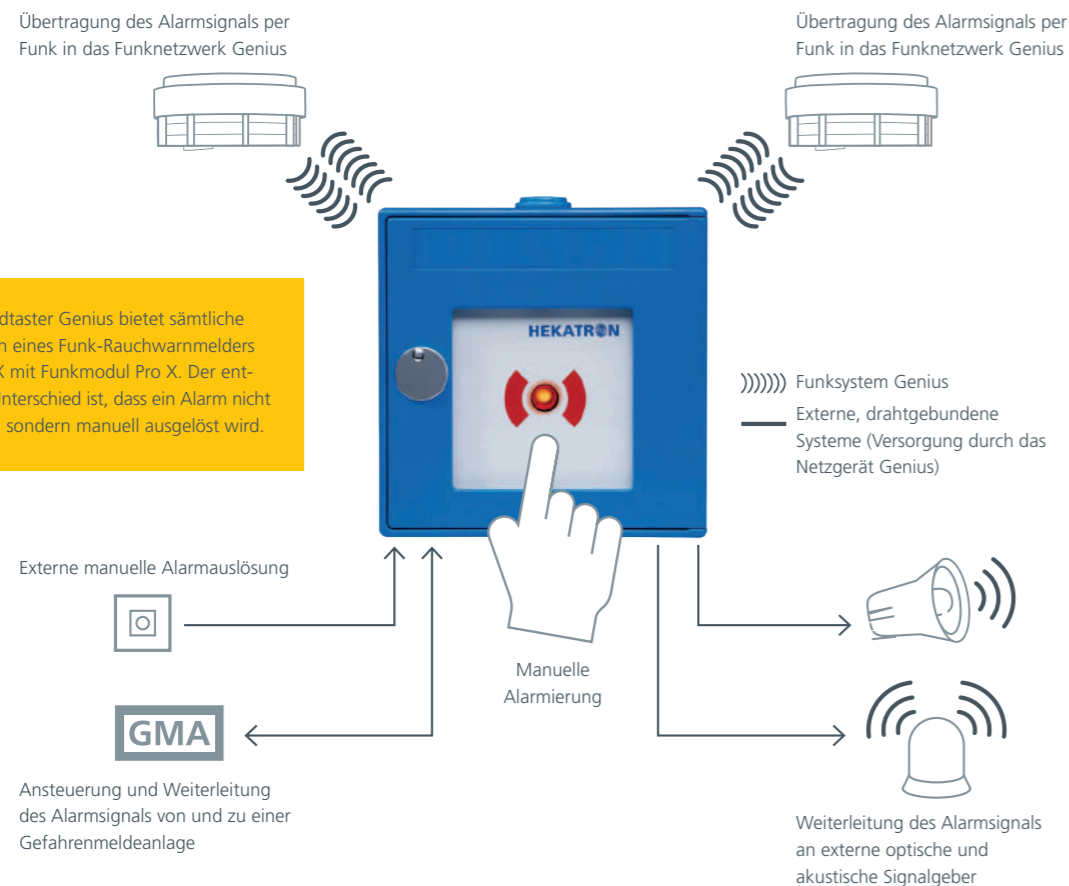 Übertragung des Alarmsignals per
Funk in das Funknetzwerk Genius
Übertragung des Alarmsignals per
Funk in das Funknetzwerk Genius
dtaster Genius bietet sämtliche
n eines Funk-Rauchwarnmelders
X mit Funkmodul Pro X. Der ent-
Unterschied ist, dass ein Alarm nicht
sondern manuell ausgelöst wird.
HEKATRON
Funksystem Genius
Externe, drahtgebundene
Systeme (Versorgung durch das
Netzgerät Genius)
Externe manuelle Alarmauslösung
Manuelle
Alarmierung
GMA
Ansteuerung und Weiterleitung
des Alarmsignals von und zu einer
Gefahrenmeldeanlage
Weiterleitung des Alarmsignals
an externe optische und
akustische Signalgeber